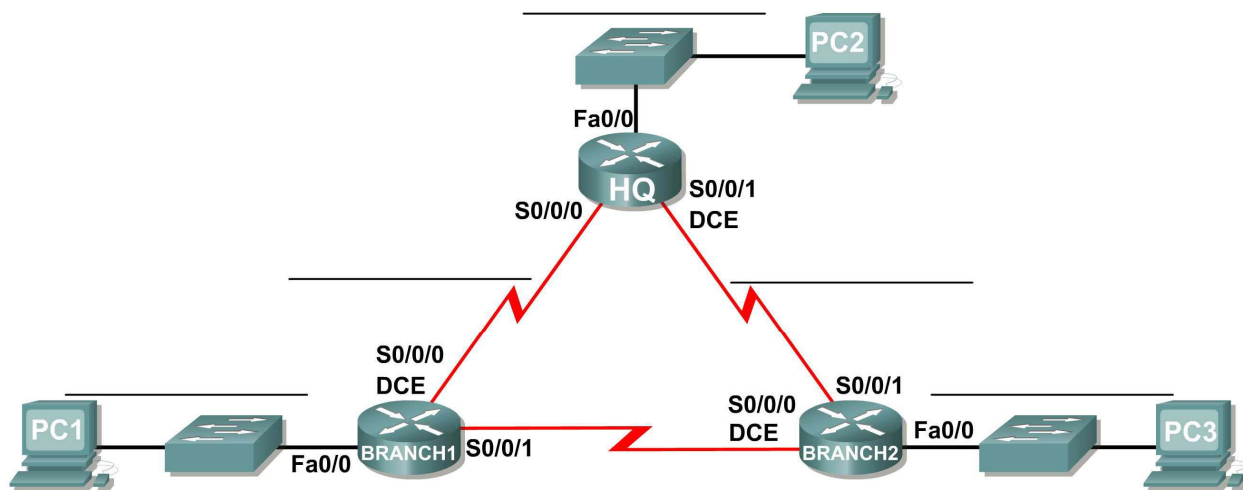 PC2
Fa0/0
HQ
S0/0/1
DCE
S0/0/0
S0/0/0
DCE
S0/0/1
S0/0/0
DCE
PC1
Fa0/0
BRANCH1
S0/0/1
BRANCH2
Fa0/0
PC3